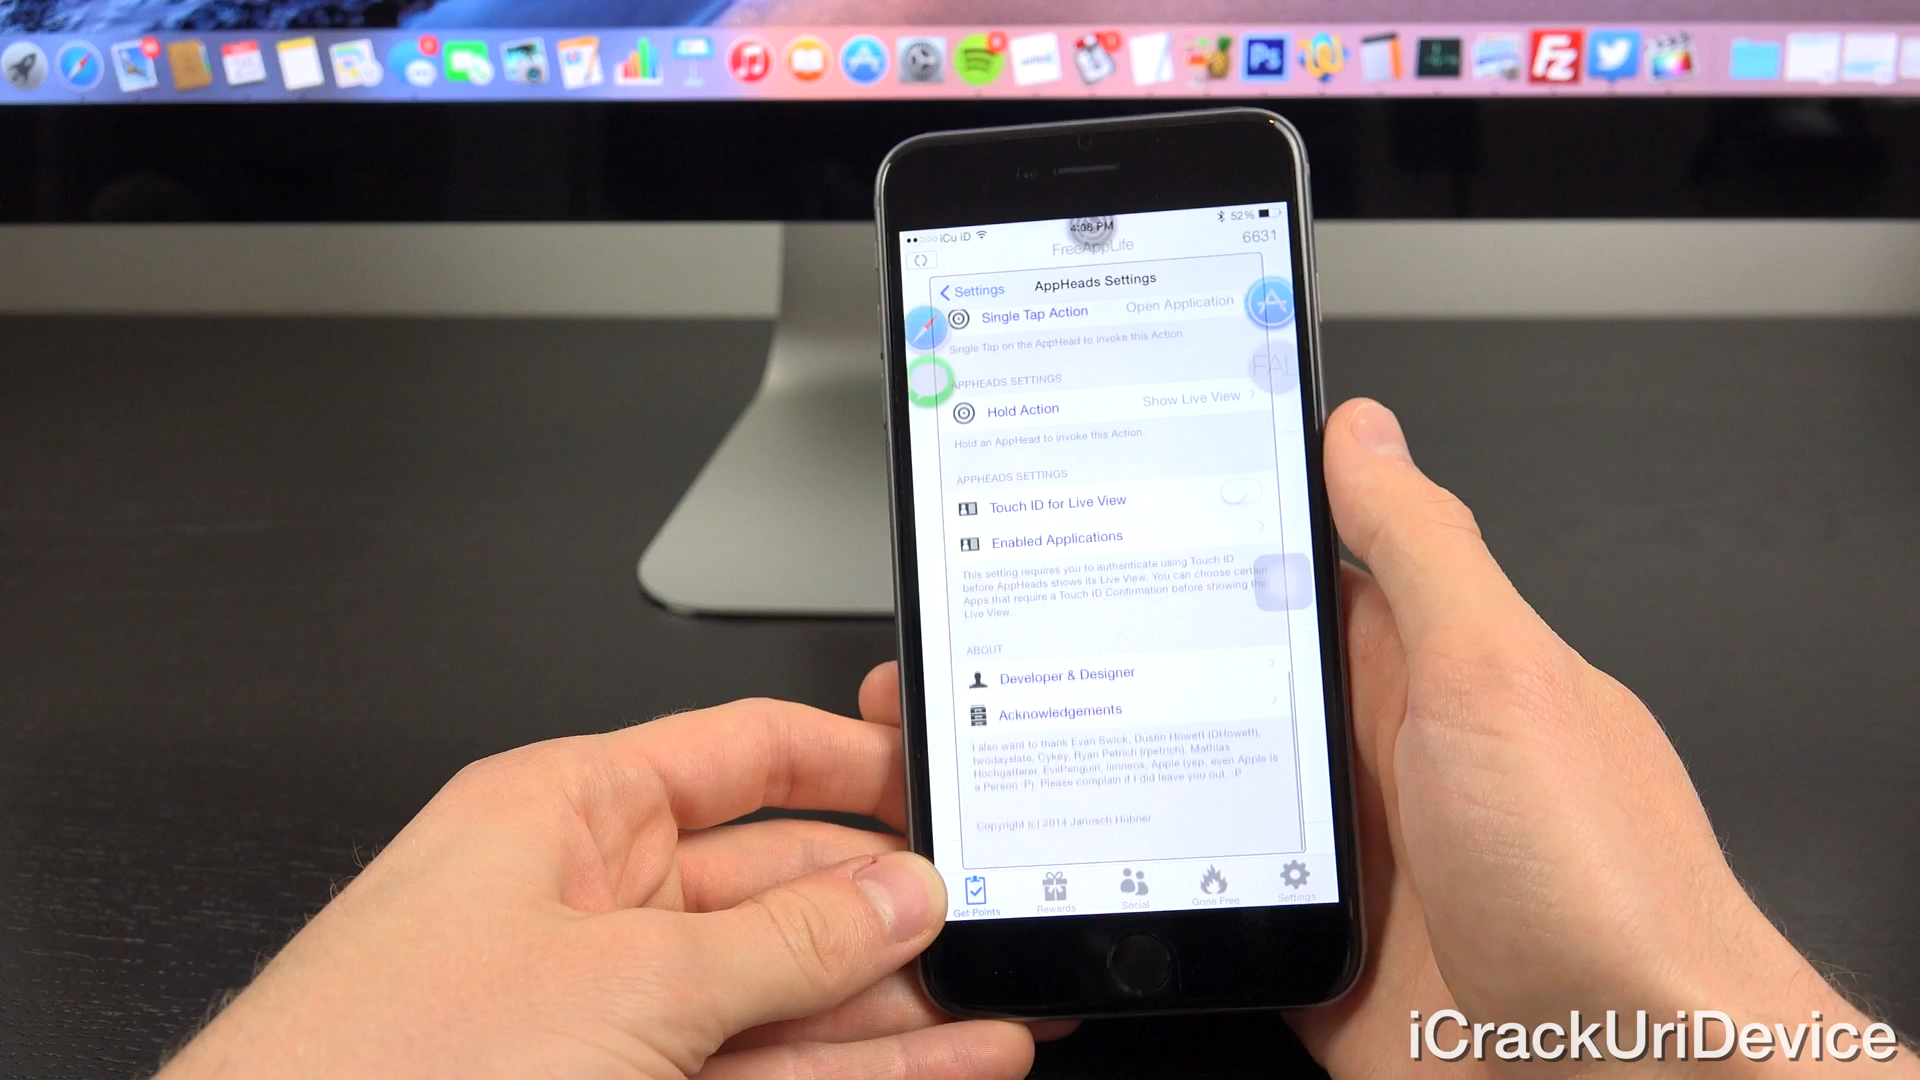 Ps
iCu iD
4:08 PM
52%
FreeAppLife
6631
Settings
AppHeads Settings
Single Tap Action
Open Application
Single Tap on the AppHead to invoke this Action.
APPHEADS SETTINGS
FAL
Hold Action
Show Live View
Hold an AppHead to invoke this Action.
APPHEADS SETTINGS
Touch ID for Live View
Enabled Applications
This setting requires you to authenticate using Touch ID
before AppHeads shows its Live View. You can choose certain
Apps that require a Touch ID Confirmation before showing the
Live View.
ABOUT
Developer & Designer
Acknowledgements
I also want to thank Evan Swick, Dustin Howett (DHowett),
twodayslate, Cykey, Ryan Petrich (rpetrich), Mathias
Hochgatterer, EvilPenguin, limneos, Apple (yep, even Apple is
a Person :P). Please complain if I did leave you out. :P
Copyright (c) 2014 Janosch Hübner
Get Points
Rewards
Social
Gone Free
Settings
iCrackUriDevice